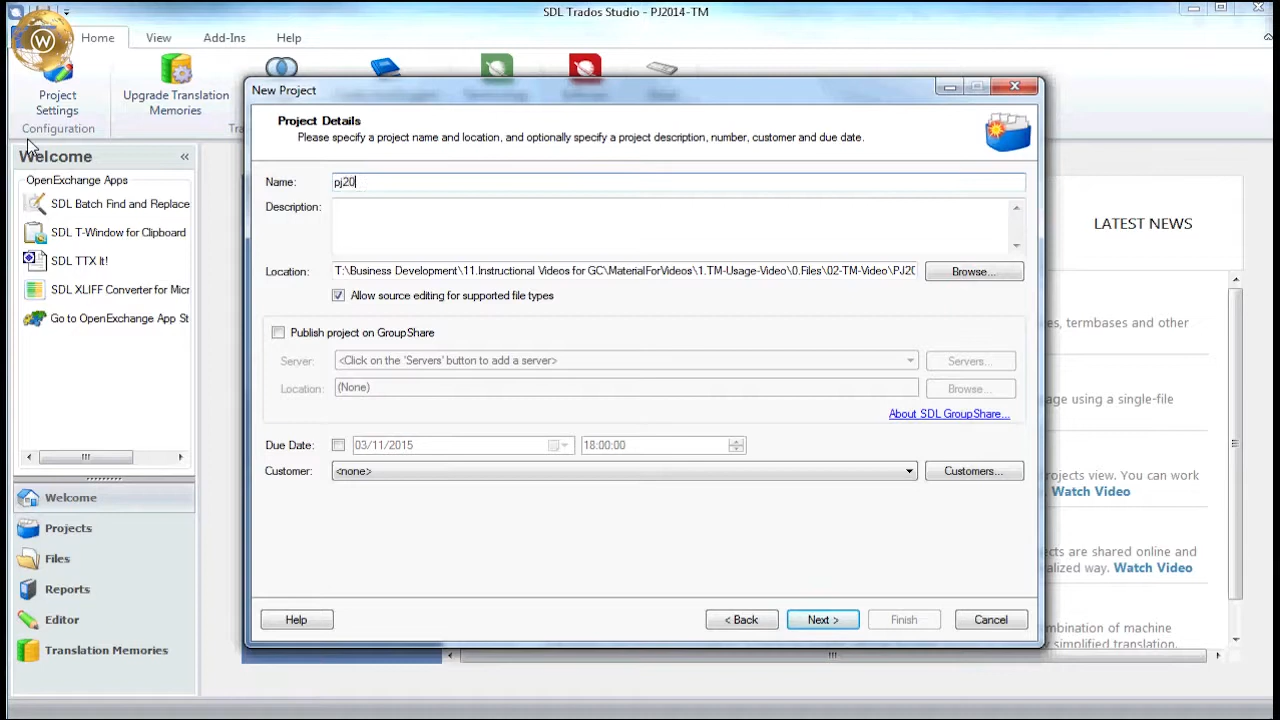 SDL Trados Studio - PJ2014-TM
W
Home
View
Add-Ins
Help
Project
Settings
Configuration
Upgrade Translation
Memories
Tra
Welcome
«
OpenExchange Apps
SDL Batch Find and Replace
SDL T-Window for Clipboard
SDL TTX It!
SDL XLIFF Converter for Micr
Go to OpenExchange App St
Welcome
Projects
Files
Reports
Editor
Translation Memories
New Project
Project Details
Please specify a project name and location, and optionally specify a project description, number, customer and due date.
Name: pj20
Description:
Location: T:\Business Development\11.Instructional Videos for GC\MaterialForVideos\1.TM-Usage-Video\0.Files\02-TM-Video\PJ20 Browse...
Allow source editing for supported file types
Publish project on GroupShare
Server: <Click on the 'Servers' button to add a server> Servers...
Location: (None) Browse...
About SDL GroupShare...
Due Date: 03/11/2015 18:00:00
Customer: <none> Customers...
Help
< Back
Next >
Finish
Cancel
LATEST NEWS
es, termbases and other
age using a single-file
rojects view. You can work
. Watch Video
cts are shared online and
alized way. Watch Video
mbination of machine
y simplified translation.